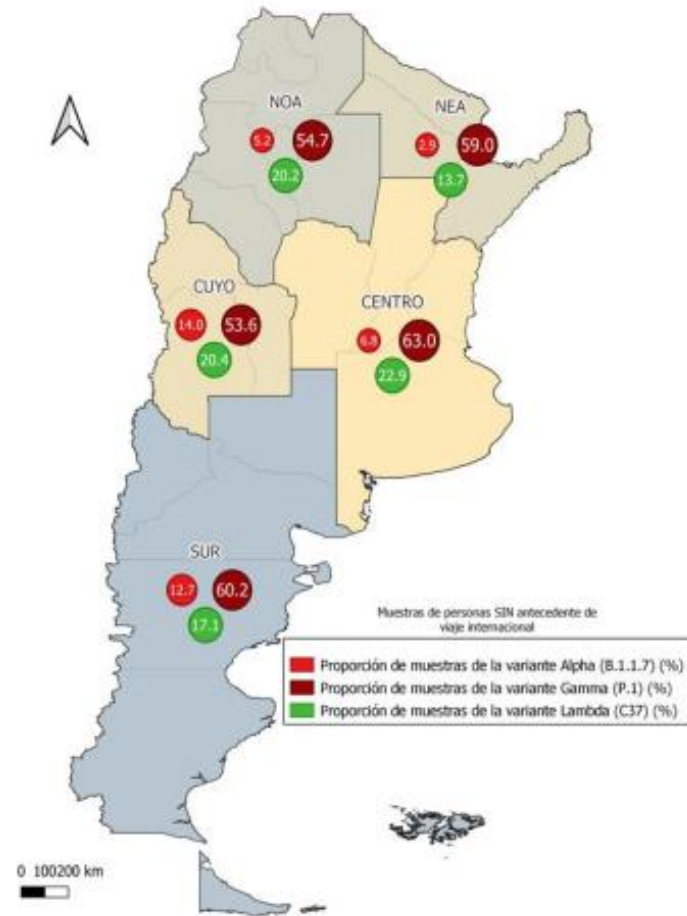 NOA
5.2
54.7
20.2
NEA
2.9
59.0
13.7
CUYO
14.0
53.6
20.4
CENTRO
6.8
63.0
22.9
SUR
12.7
60.2
17.1
Muestras de personas SIN antecedente de
viaje internacional
Proporción de muestras de la variante Alpha (B.1.1.7) (%)
Proporción de muestras de la variante Gamma (P.1) (%)
Proporción de muestras de la variante Lambda (C37) (%)
0 100200 km